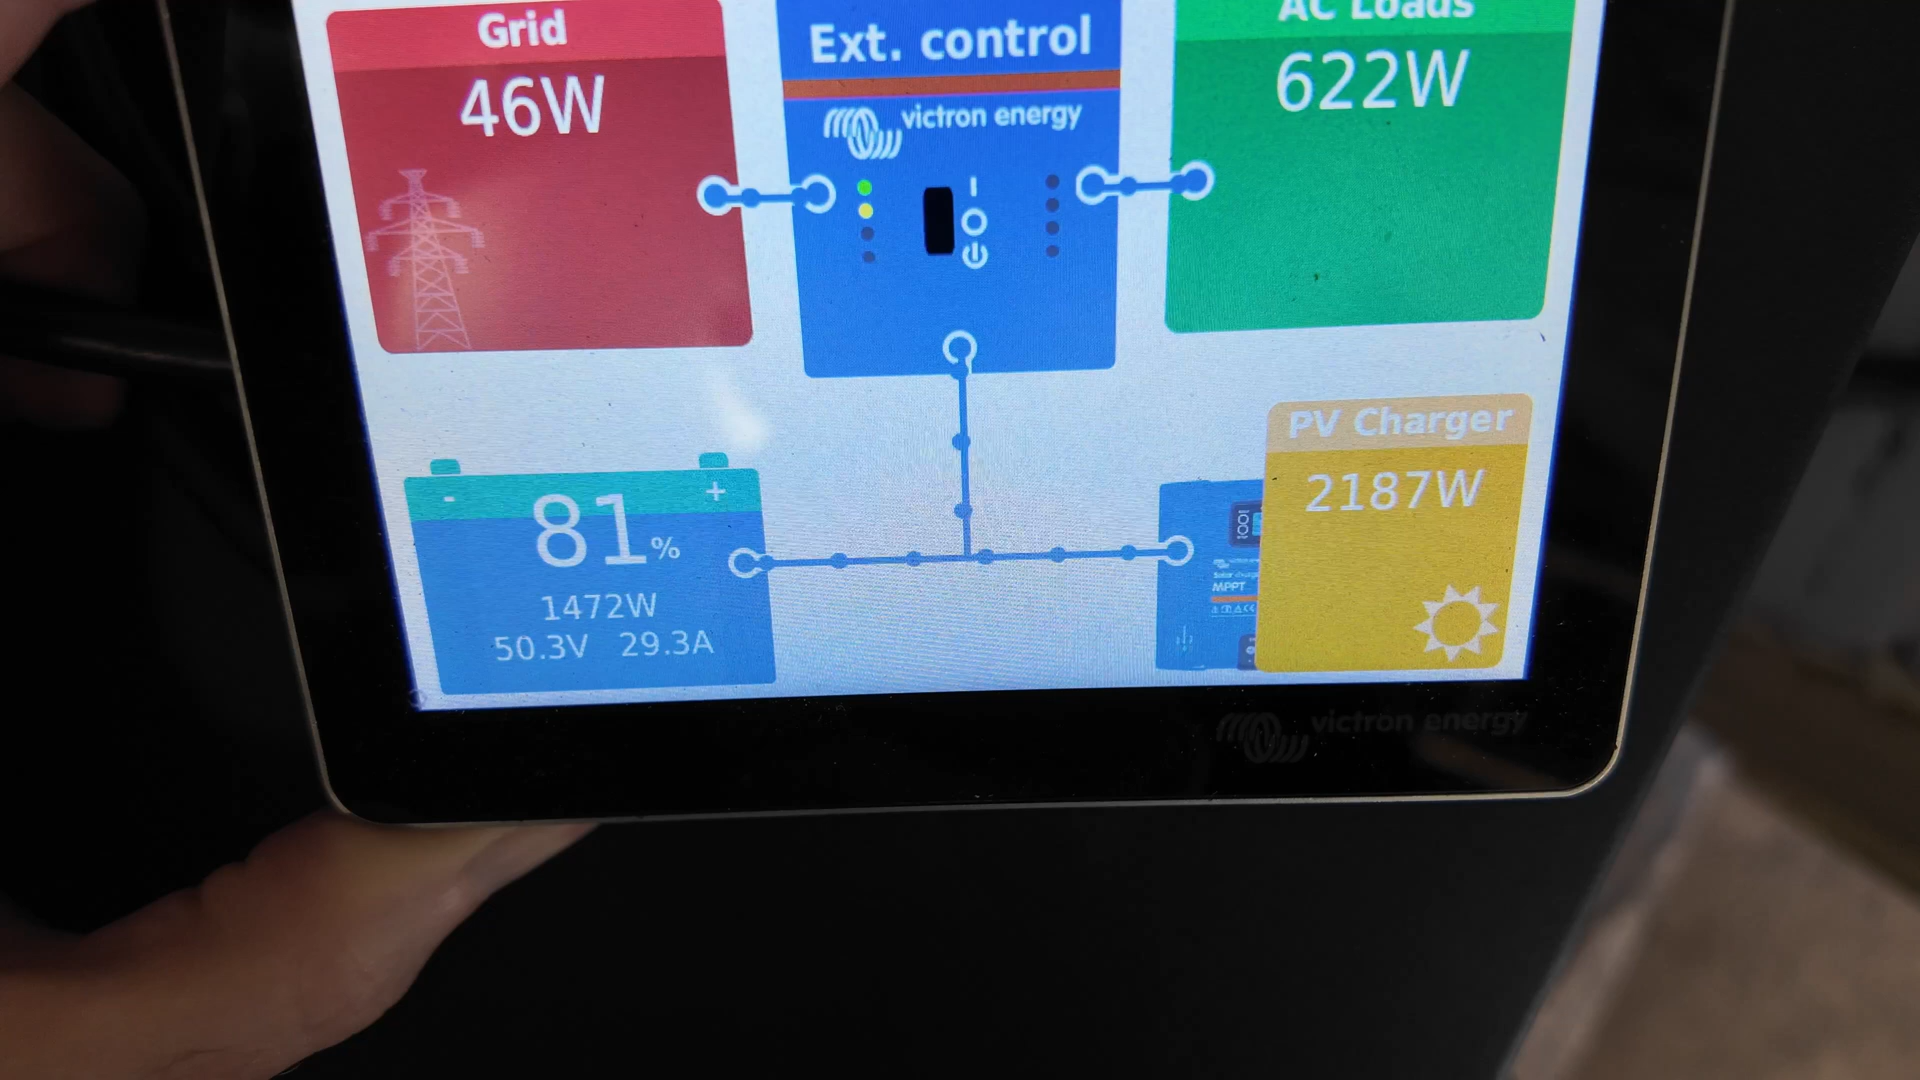 Grid
46W
Ext. control
victron energy
AC Loads
622W
81%
- +
1472W
50.3V 29.3A
PV Charger
2187W
MPPT
victron energy